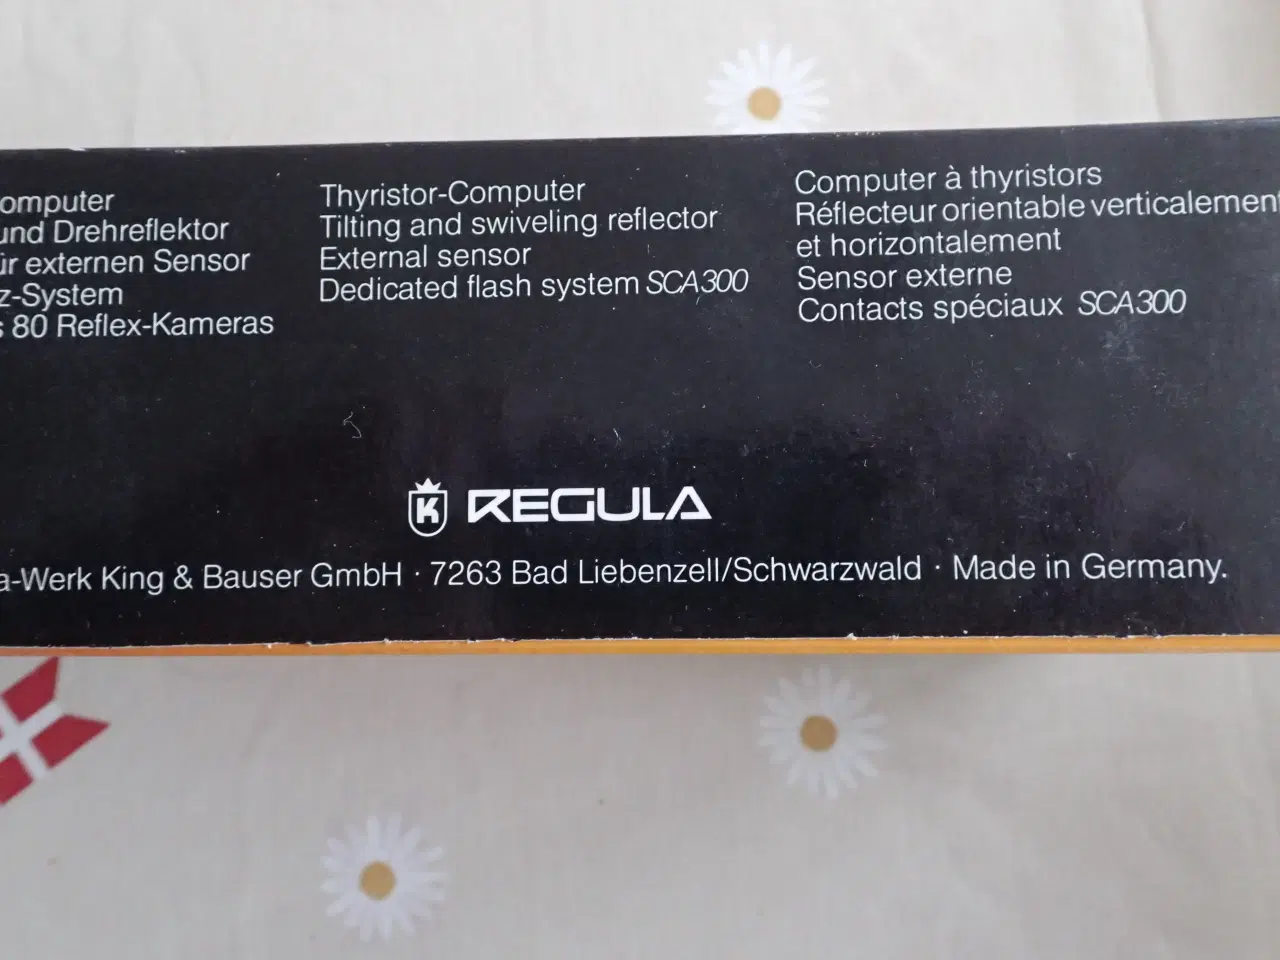 omputer
und Drehreflektor
ür externen Sensor
z-System
s 80 Reflex-Kameras
Thyristor-Computer
Tilting and swiveling reflector
External sensor
Dedicated flash system SCA300
Computer à thyristors
Réflecteur orientable verticalement
et horizontalement
Sensor externe
Contacts spéciaux SCA300
K REGULA
a-Werk King & Bauser GmbH · 7263 Bad Liebenzell/Schwarzwald · Made in Germany.